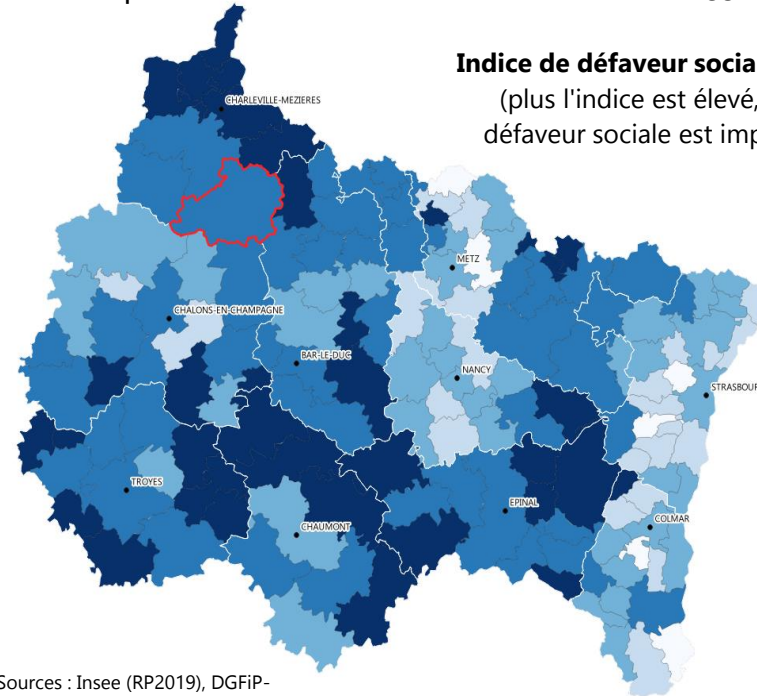 Indice de défaveur socia
(plus l'indice est élevé,
défaveur sociale est imp
CHARLEVILLE-MEZIERES
METZ
CHALONS-EN-CHAMPAGNE
BAR-LE-DUC
NANCY
STRASBOUR
TROYES
EPINAL
CHAUMONT
COLMAR
Sources : Insee (RP2019), DGFiP-